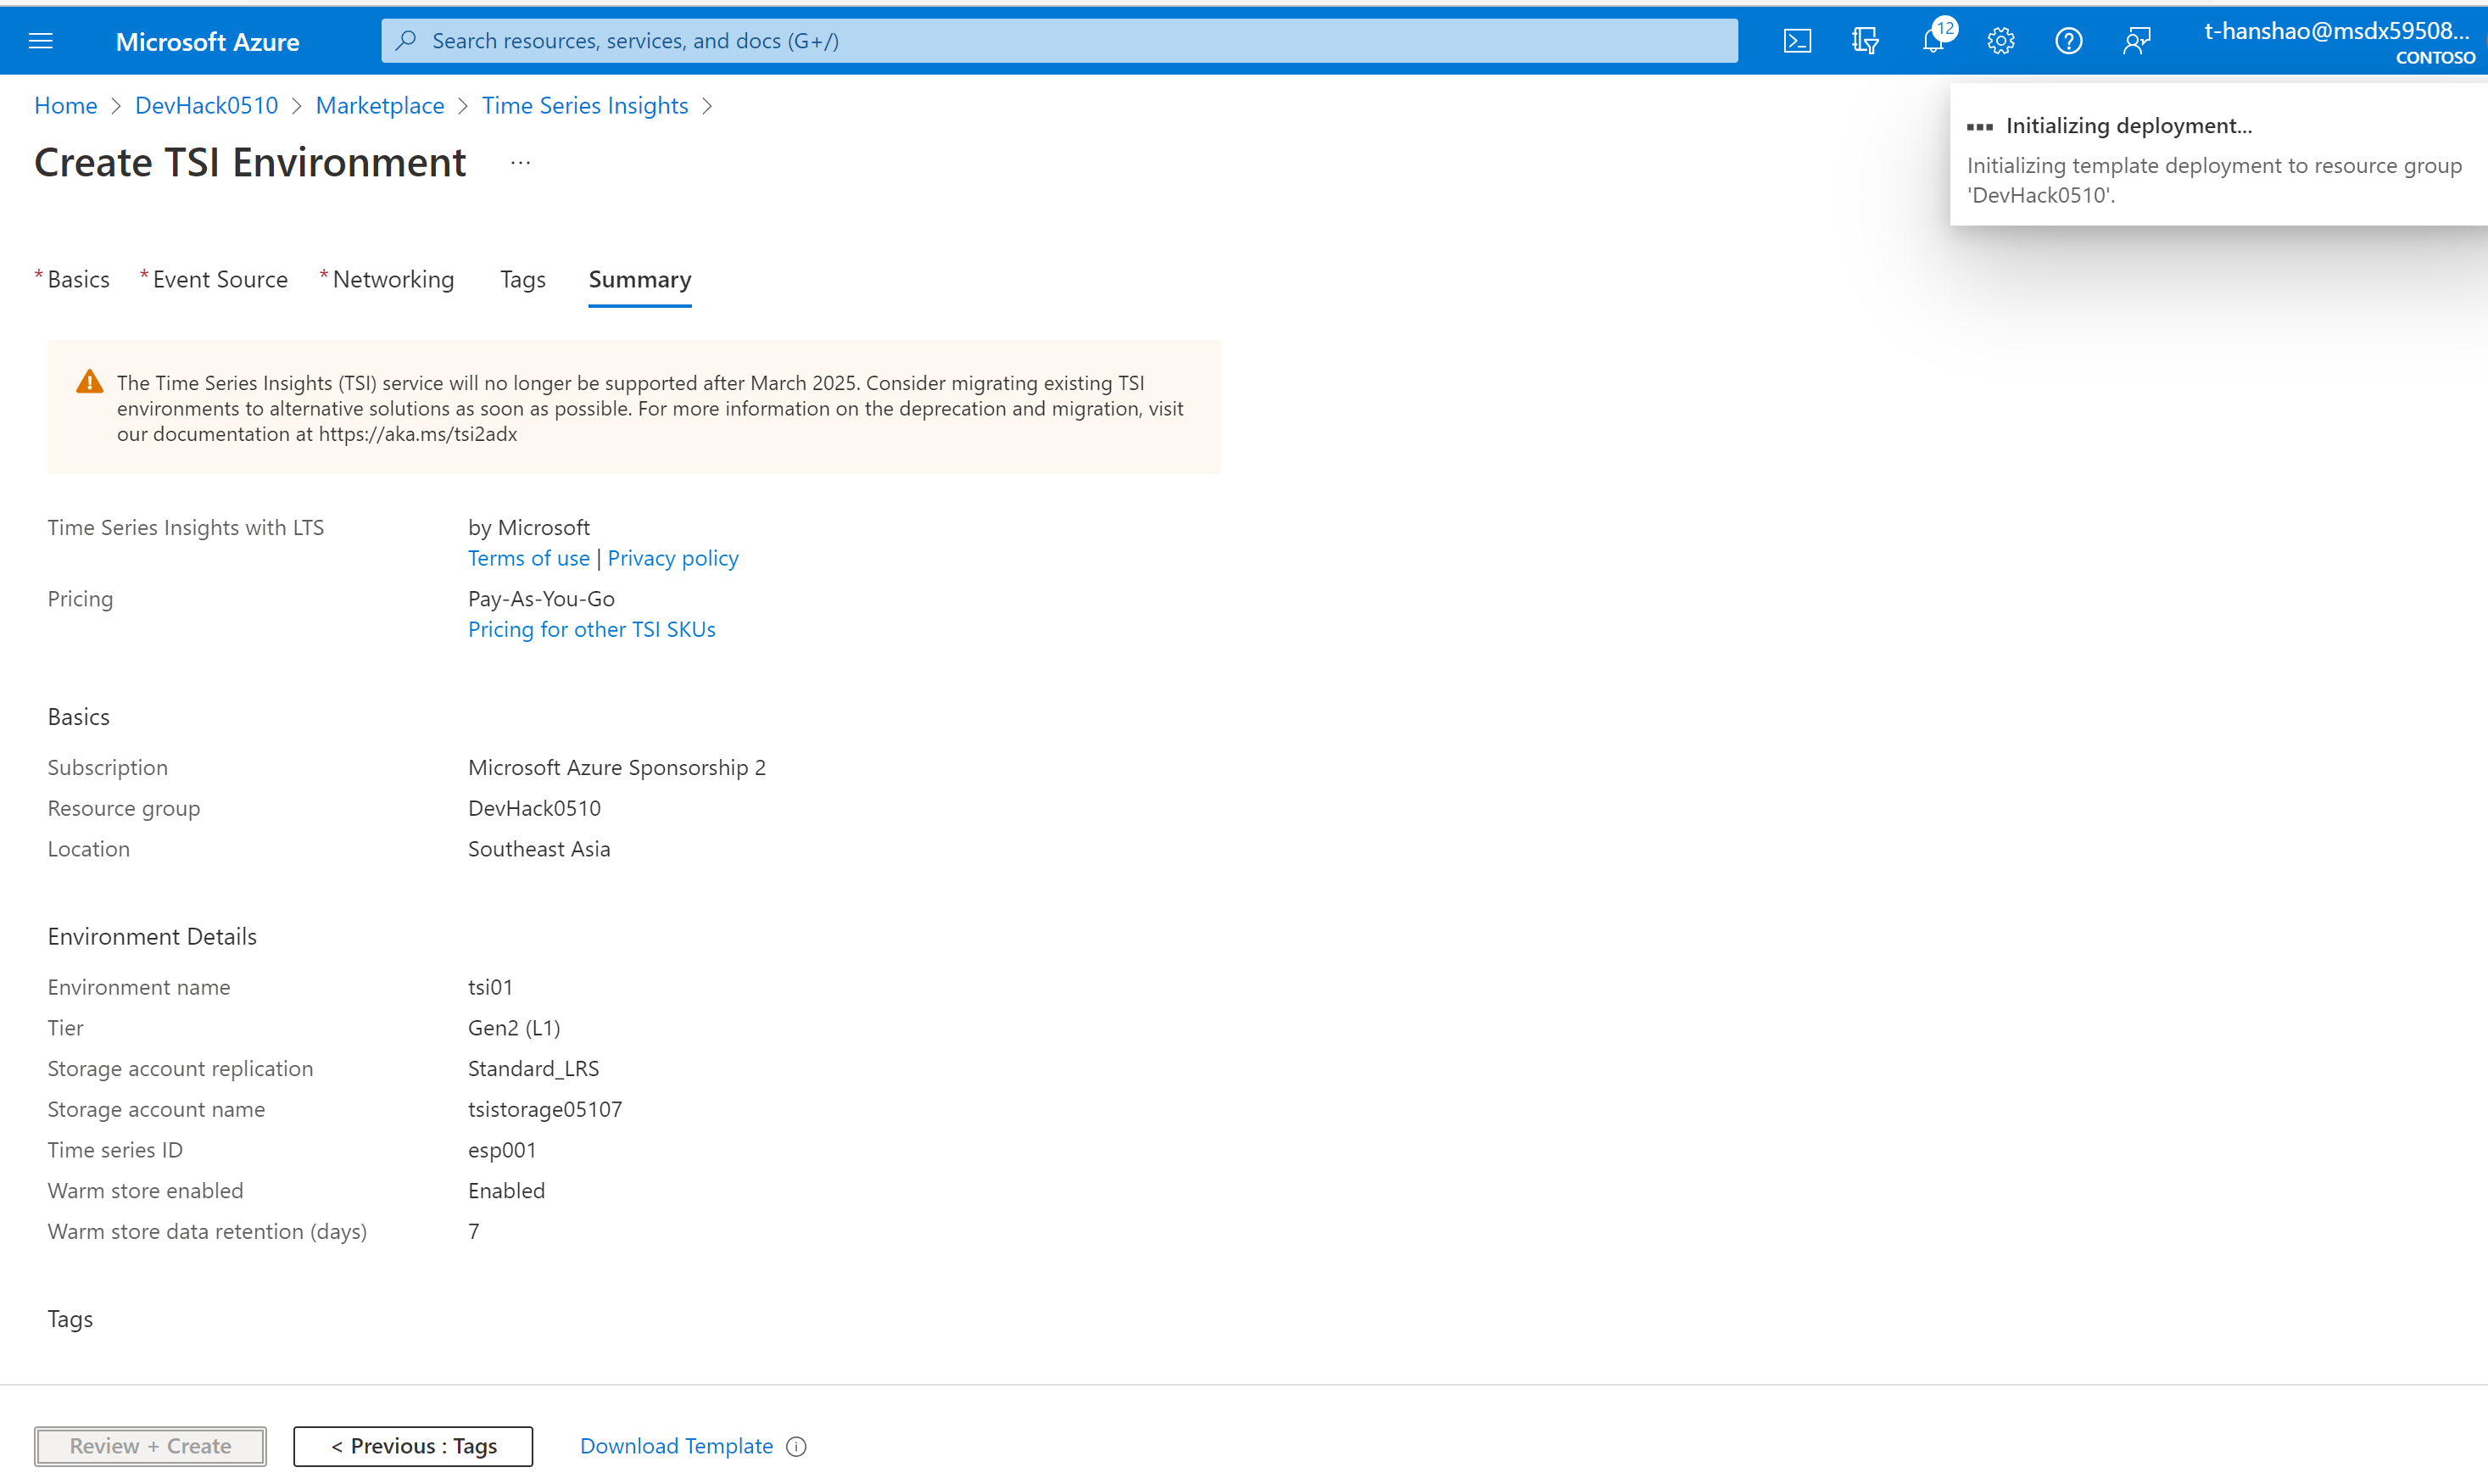 Microsoft Azure
Search resources, services, and docs (G+/)
12
t-hanshao@msdx59508...
CONTOSO
Home > DevHack0510 > Marketplace > Time Series Insights >
Create TSI Environment ...
Initializing deployment...
Initializing template deployment to resource group
'DevHack0510'.
* Basics * Event Source * Networking Tags Summary
The Time Series Insights (TSI) service will no longer be supported after March 2025. Consider migrating existing TSI
environments to alternative solutions as soon as possible. For more information on the deprecation and migration, visit
our documentation at https://aka.ms/tsi2adx
Time Series Insights with LTS by Microsoft
Terms of use | Privacy policy
Pricing Pay-As-You-Go
Pricing for other TSI SKUs
Basics
Subscription Microsoft Azure Sponsorship 2
Resource group DevHack0510
Location Southeast Asia
Environment Details
Environment name tsi01
Tier Gen2 (L1)
Storage account replication Standard_LRS
Storage account name tsistorage05107
Time series ID esp001
Warm store enabled Enabled
Warm store data retention (days) 7
Tags
Review + Create < Previous : Tags Download Template